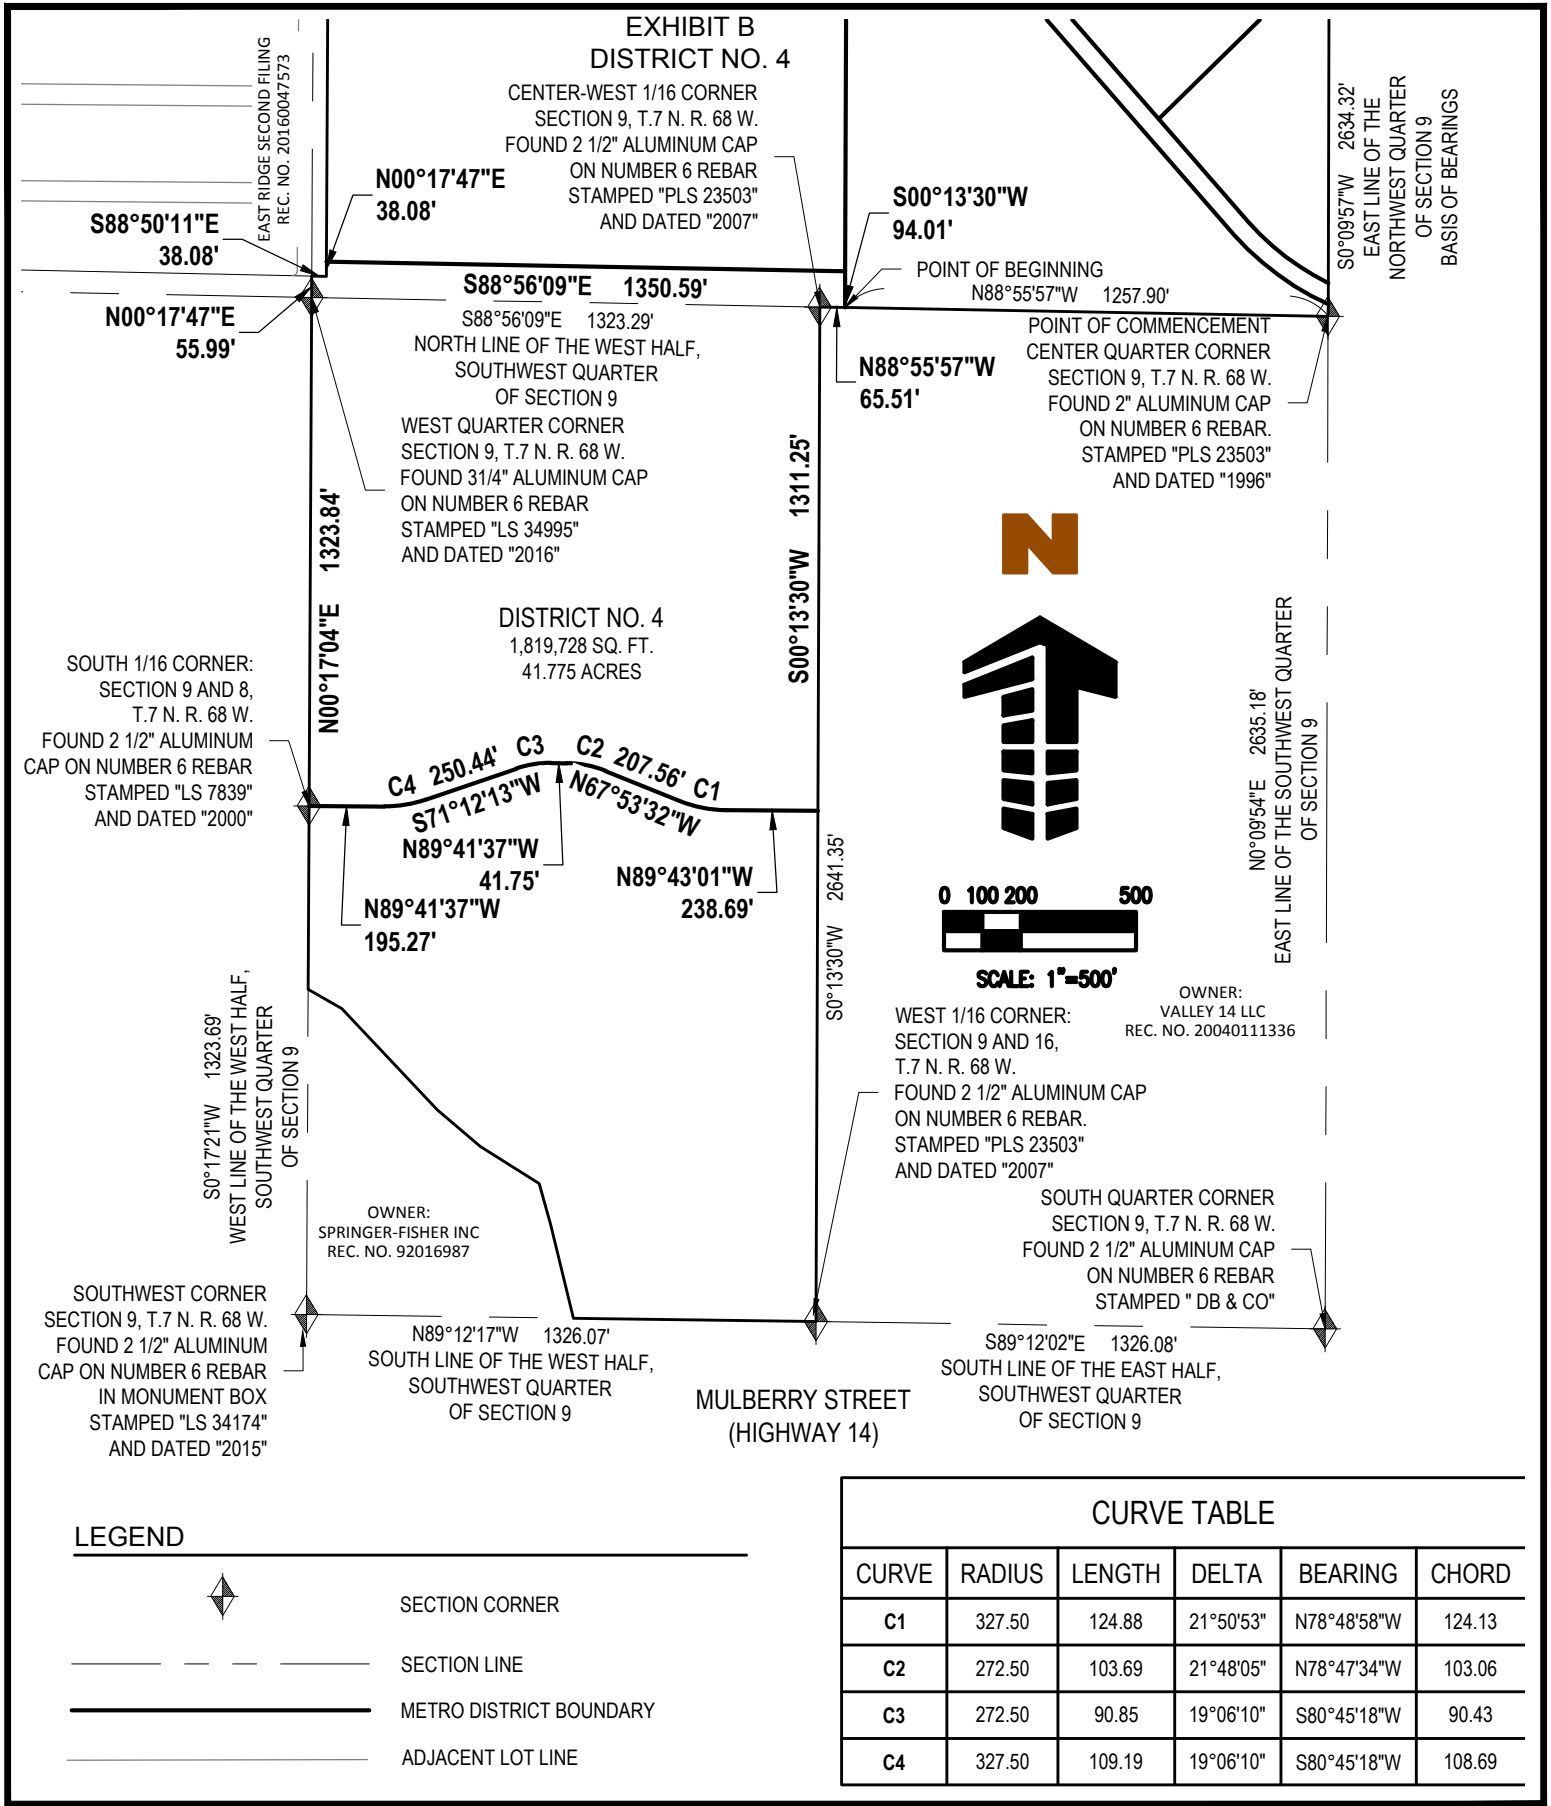 EXHIBIT B
DISTRICT NO. 4
EAST RIDGE SECOND FILING
REC. NO. 20160047573
CENTER-WEST 1/16 CORNER
SECTION 9, T.7 N. R. 68 W.
FOUND 2 1/2" ALUMINUM CAP
ON NUMBER 6 REBAR
STAMPED "PLS 23503"
AND DATED "2007"
S0°09'57"W 2634.32'
EAST LINE OF THE
NORTHWEST QUARTER
OF SECTION 9
BASIS OF BEARINGS
N00°17'47"E
38.08'
S88°50'11"E
38.08'
S00°13'30"W
94.01'
POINT OF BEGINNING
N88°55'57"W 1257.90'
S88°56'09"E 1350.59'
N00°17'47"E
55.99'
S88°56'09"E 1323.29'
NORTH LINE OF THE WEST HALF,
SOUTHWEST QUARTER
OF SECTION 9
POINT OF COMMENCEMENT
CENTER QUARTER CORNER
SECTION 9, T.7 N. R. 68 W.
FOUND 2" ALUMINUM CAP
ON NUMBER 6 REBAR.
STAMPED "PLS 23503"
AND DATED "1996"
N88°55'57"W
65.51'
WEST QUARTER CORNER
SECTION 9, T.7 N. R. 68 W.
FOUND 31/4" ALUMINUM CAP
ON NUMBER 6 REBAR
STAMPED "LS 34995"
AND DATED "2016"
N00°17'04"E 1323.84'
S00°13'30"W 1311.25'
N
DISTRICT NO. 4
1,819,728 SQ. FT.
41.775 ACRES
SOUTH 1/16 CORNER:
SECTION 9 AND 8,
T.7 N. R. 68 W.
FOUND 2 1/2" ALUMINUM
CAP ON NUMBER 6 REBAR
STAMPED "LS 7839"
AND DATED "2000"
C4 250.44' C3 C2 207.56' C1
S71°12'13"W
N67°53'32"W
N89°41'37"W
41.75'
N89°43'01"W
238.69'
N89°41'37"W
195.27'
N0°09'54"E 2635.18'
EAST LINE OF THE SOUTHWEST QUARTER
OF SECTION 9
S0°13'30"W 2641.35'
0 100 200 500
SCALE: 1"=500'
OWNER:
VALLEY 14 LLC
REC. NO. 20040111336
S0°17'21"W 1323.69'
WEST LINE OF THE WEST HALF,
SOUTHWEST QUARTER
OF SECTION 9
WEST 1/16 CORNER:
SECTION 9 AND 16,
T.7 N. R. 68 W.
FOUND 2 1/2" ALUMINUM CAP
ON NUMBER 6 REBAR.
STAMPED "PLS 23503"
AND DATED "2007"
OWNER:
SPRINGER-FISHER INC
REC. NO. 92016987
SOUTH QUARTER CORNER
SECTION 9, T.7 N. R. 68 W.
FOUND 2 1/2" ALUMINUM CAP
ON NUMBER 6 REBAR
STAMPED " DB & CO"
SOUTHWEST CORNER
SECTION 9, T.7 N. R. 68 W.
FOUND 2 1/2" ALUMINUM
CAP ON NUMBER 6 REBAR
IN MONUMENT BOX
STAMPED "LS 34174"
AND DATED "2015"
N89°12'17"W 1326.07'
SOUTH LINE OF THE WEST HALF,
SOUTHWEST QUARTER
OF SECTION 9
S89°12'02"E 1326.08'
SOUTH LINE OF THE EAST HALF,
SOUTHWEST QUARTER
OF SECTION 9
MULBERRY STREET
(HIGHWAY 14)
LEGEND
SECTION CORNER
SECTION LINE
METRO DISTRICT BOUNDARY
ADJACENT LOT LINE
CURVE TABLE
CURVE RADIUS LENGTH DELTA BEARING CHORD
C1 327.50 124.88 21°50'53" N78°48'58"W 124.13
C2 272.50 103.69 21°48'05" N78°47'34"W 103.06
C3 272.50 90.85 19°06'10" S80°45'18"W 90.43
C4 327.50 109.19 19°06'10" S80°45'18"W 108.69